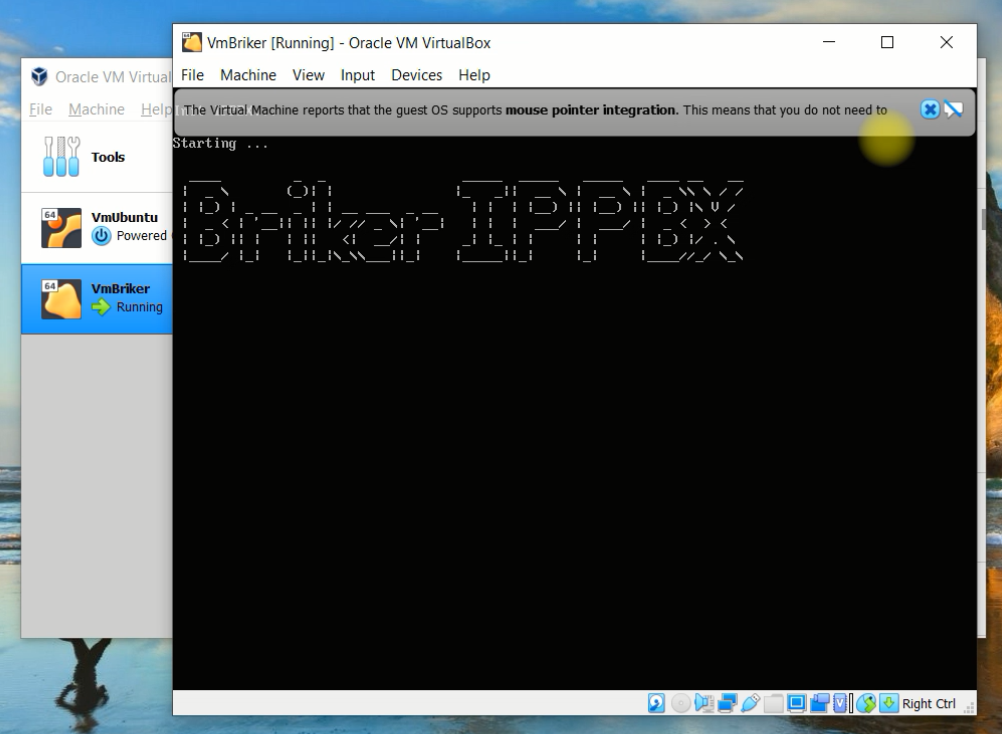 VmBriker [Running] - Oracle VM VirtualBox
File Machine View Input Devices Help
The Virtual Machine reports that the guest OS supports mouse pointer integration. This means that you do not need to
Starting ...
Briker IPPBX
Oracle VM Virtual
File Machine Help
Tools
64
VmUbuntu
Powered
64
VmBriker
Running
Right Ctrl